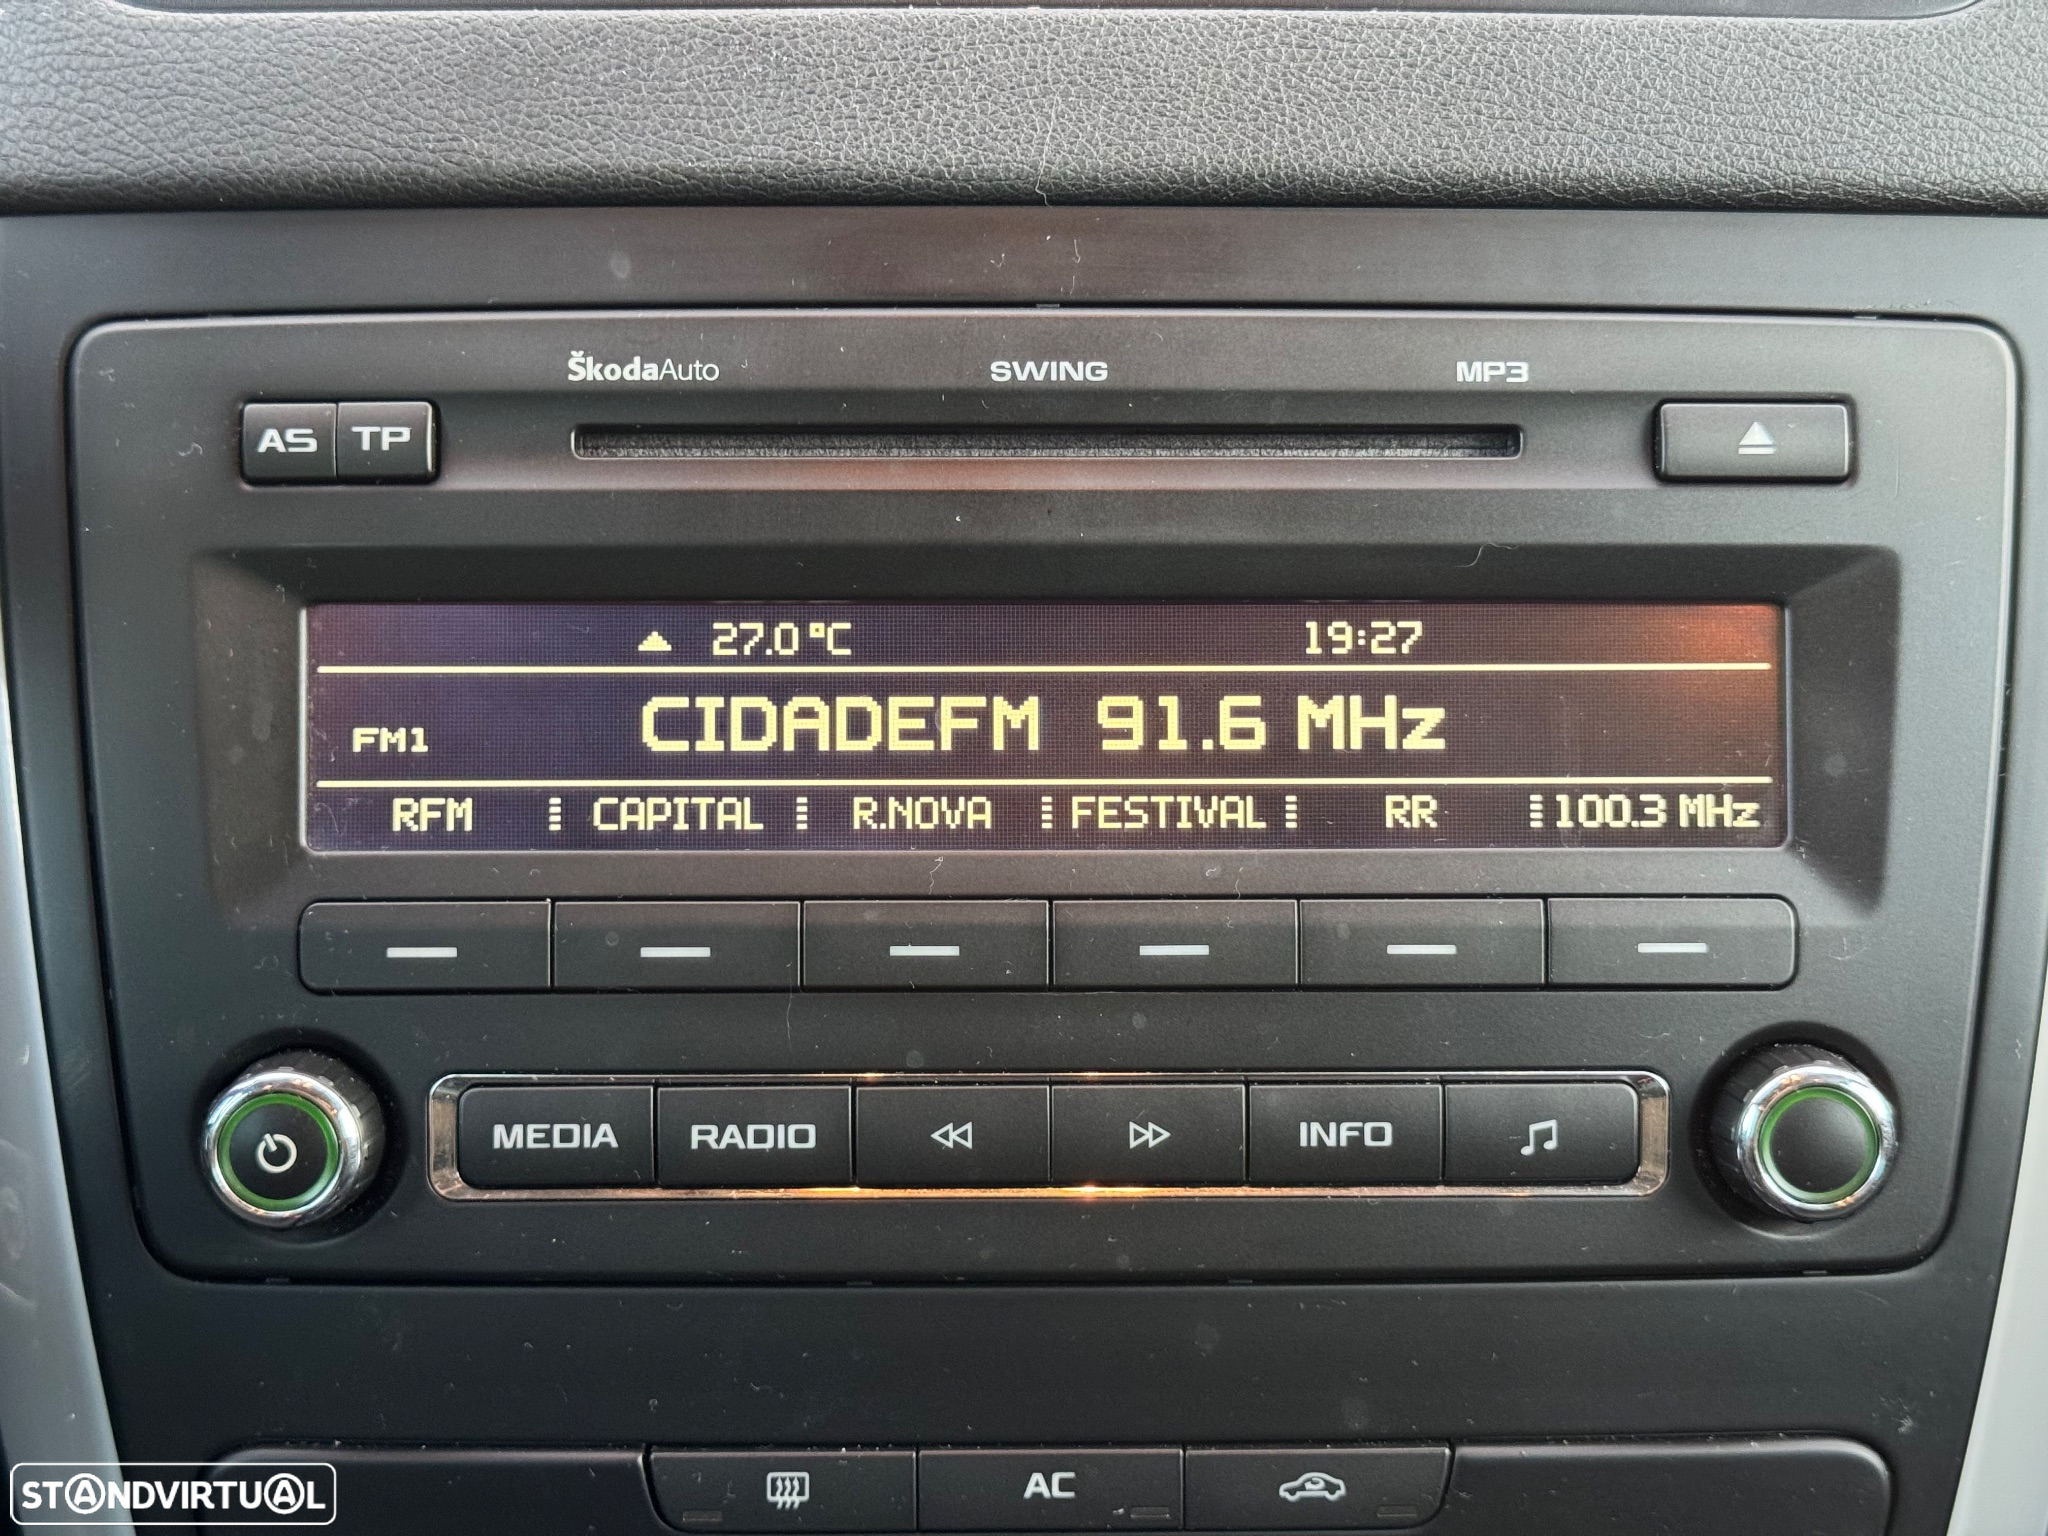 ŠkodaAuto SWING MP3
AS TP
27.0 °C 19:27
FM1 CIDADEFM 91.6 MHz
RFM CAPITAL R.NOVA FESTIVAL RR 100.3 MHz
MEDIA RADIO INFO
AC
STANDVIRTUAL